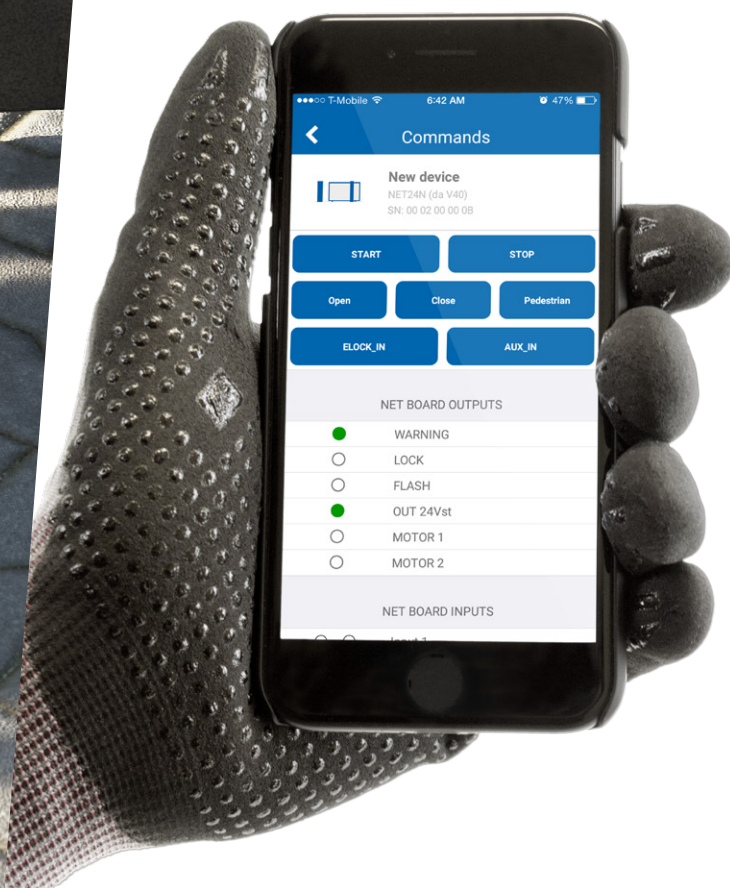 T-Mobile 6:42 AM 47%
Commands
New device
NET24N (da V40)
SN: 00 02 00 00 0B
START STOP
Open Close Pedestrian
ELOCK_IN AUX_IN
NET BOARD OUTPUTS
WARNING
LOCK
FLASH
OUT 24Vst
MOTOR 1
MOTOR 2
NET BOARD INPUTS
Input 1